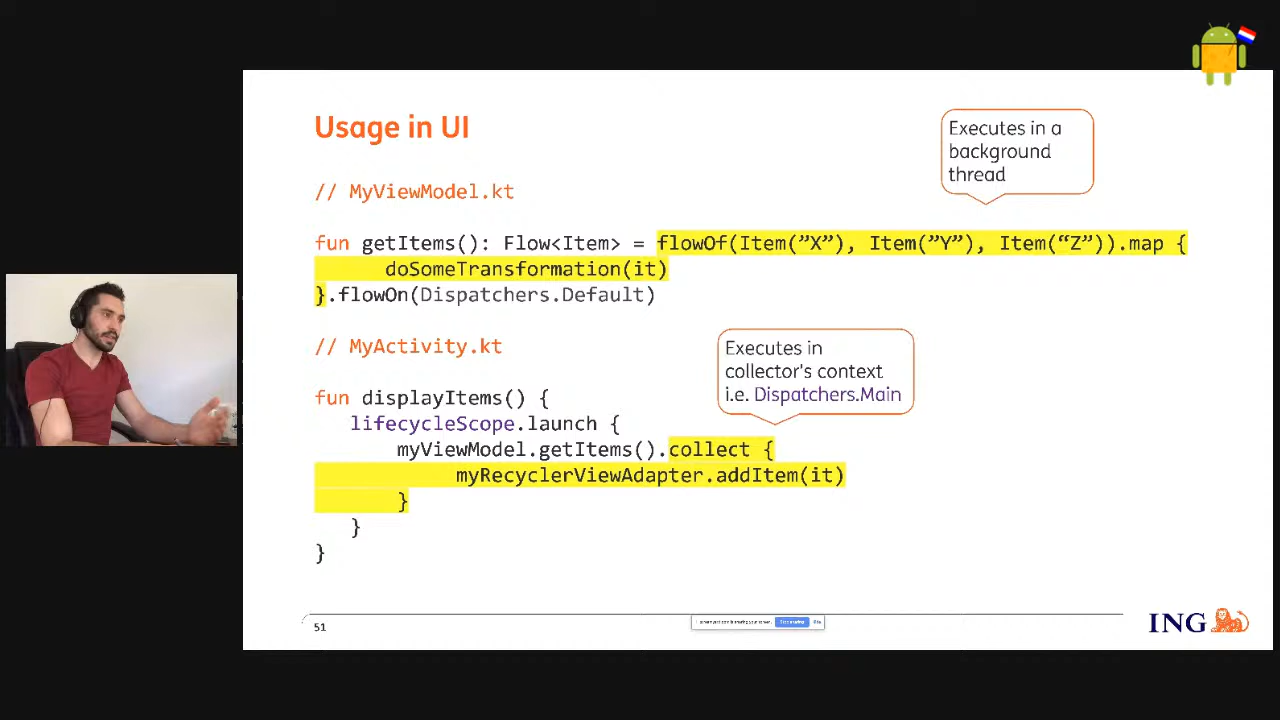 Usage in UI
Executes in a
background
thread
// MyViewModel.kt
fun getItems(): Flow<Item> = flowOf(Item(”X”), Item(”Y”), Item(“Z”)).map {
doSomeTransformation(it)
}.flowOn(Dispatchers.Default)
// MyActivity.kt
Executes in
collector's context
i.e. Dispatchers.Main
fun displayItems() {
lifecycleScope.launch {
myViewModel.getItems().collect {
myRecyclerViewAdapter.addItem(it)
}
}
}
51
ING